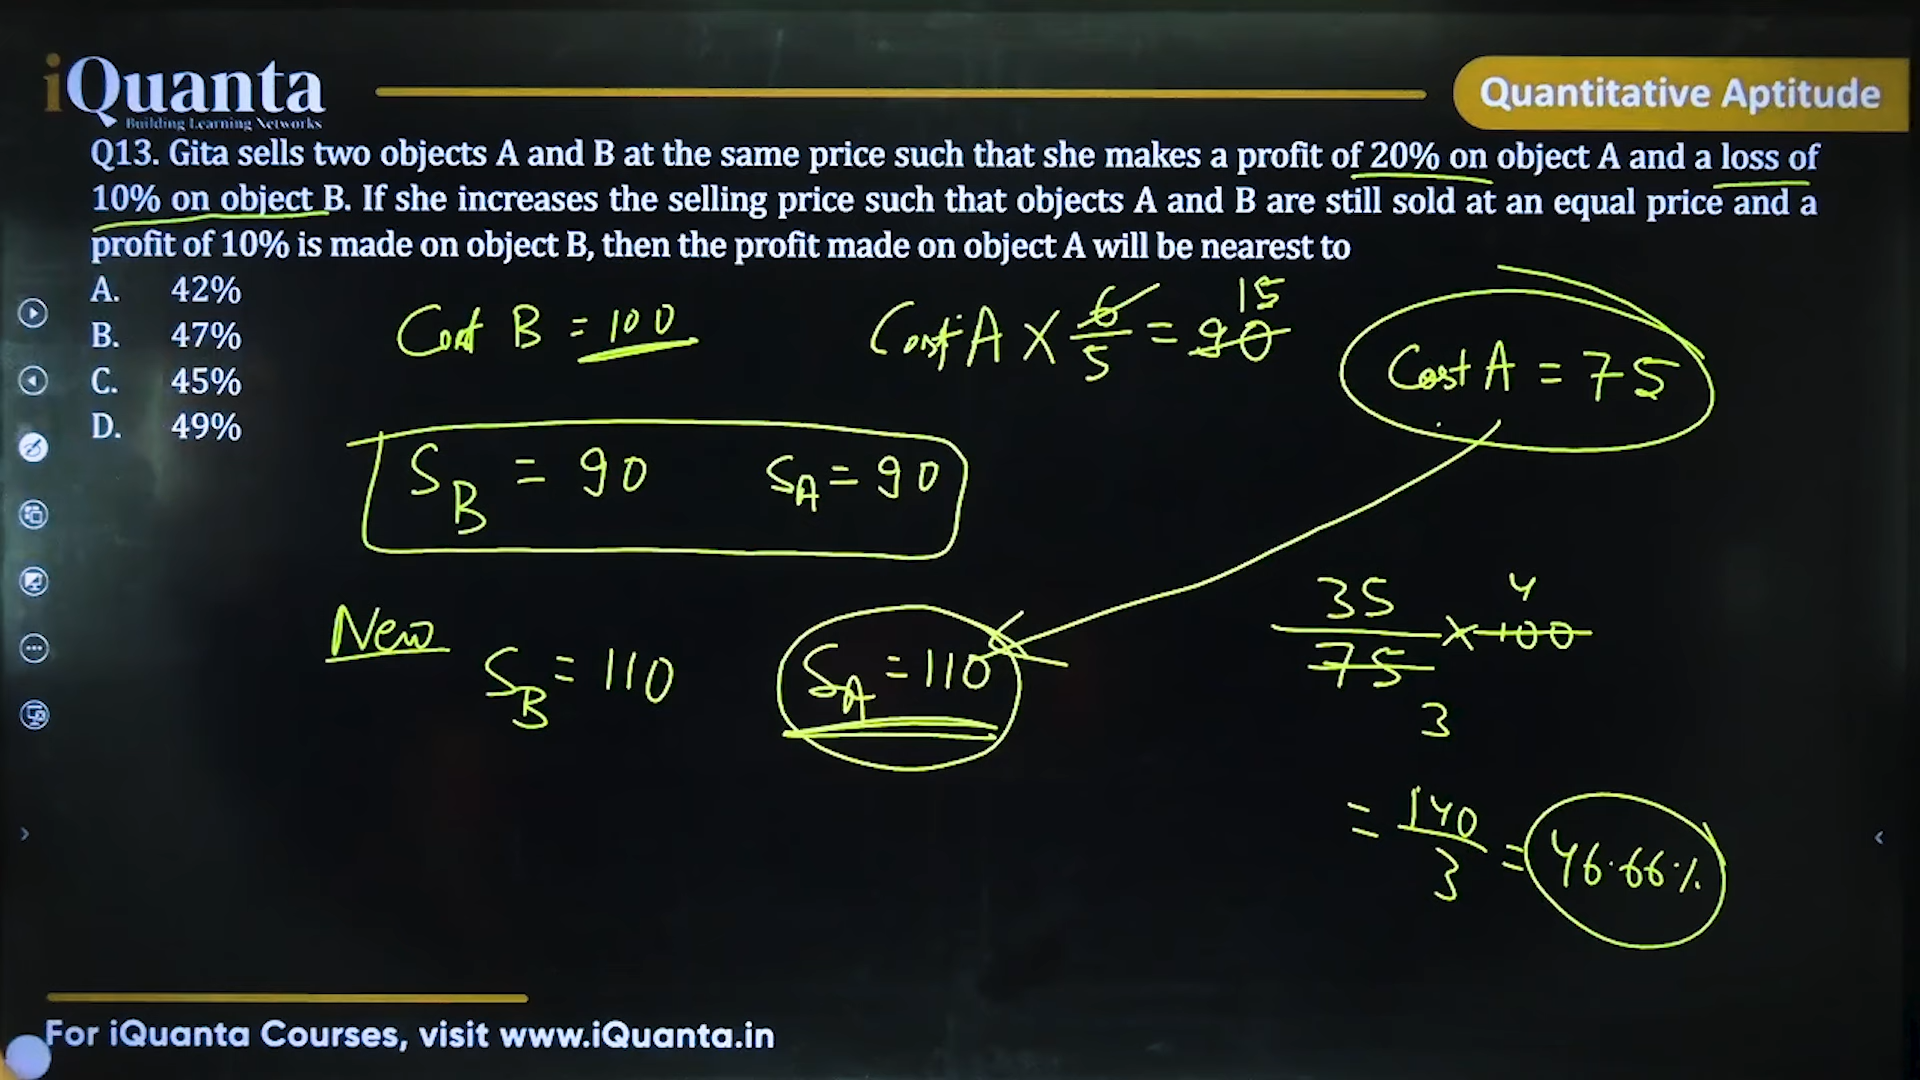 iQuanta
Building Learning Networks
Quantitative Aptitude
Q13. Gita sells two objects A and B at the same price such that she makes a profit of 20% on object A and a loss of
10% on object B. If she increases the selling price such that objects A and B are still sold at an equal price and a
profit of 10% is made on object B, then the profit made on object A will be nearest to
A. 42%
B. 47%
C. 45%
D. 49%
Cost B = 100
Cost A × 6/5 = 90 15
Cost A = 75
S_B = 90 S_A = 90
New
S_B = 110 S_A = 110
35/75 × 100 4
3
= 140/3 = 46.66%
For iQuanta Courses, visit www.iQuanta.in